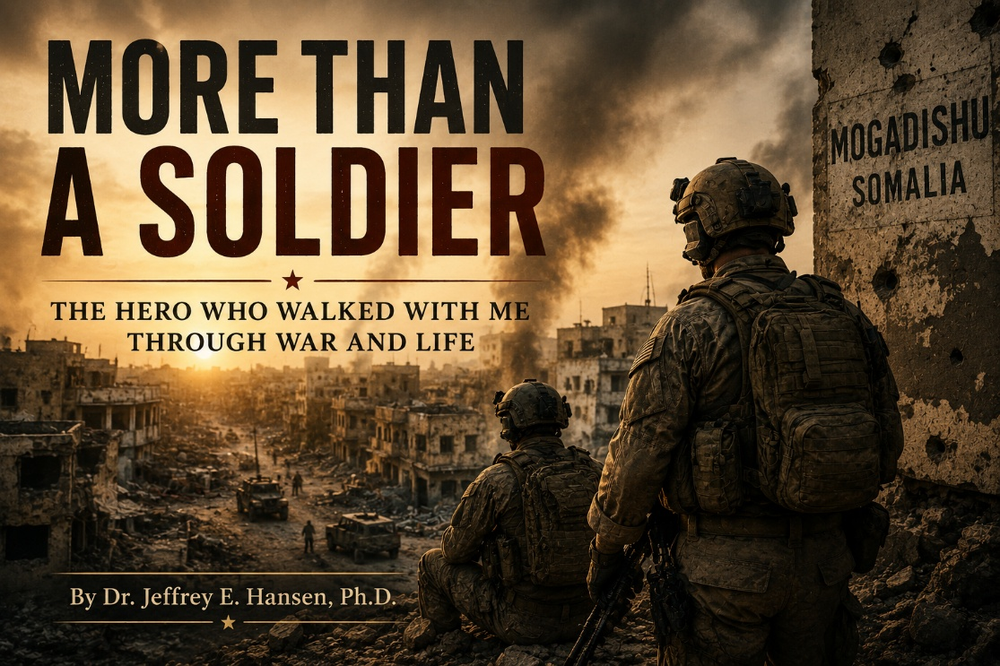 MORE THAN
A SOLDIER
THE HERO WHO WALKED WITH ME
THROUGH WAR AND LIFE
MOGADISHU
SOMALIA
By Dr. Jeffrey E. Hansen, Ph.D.